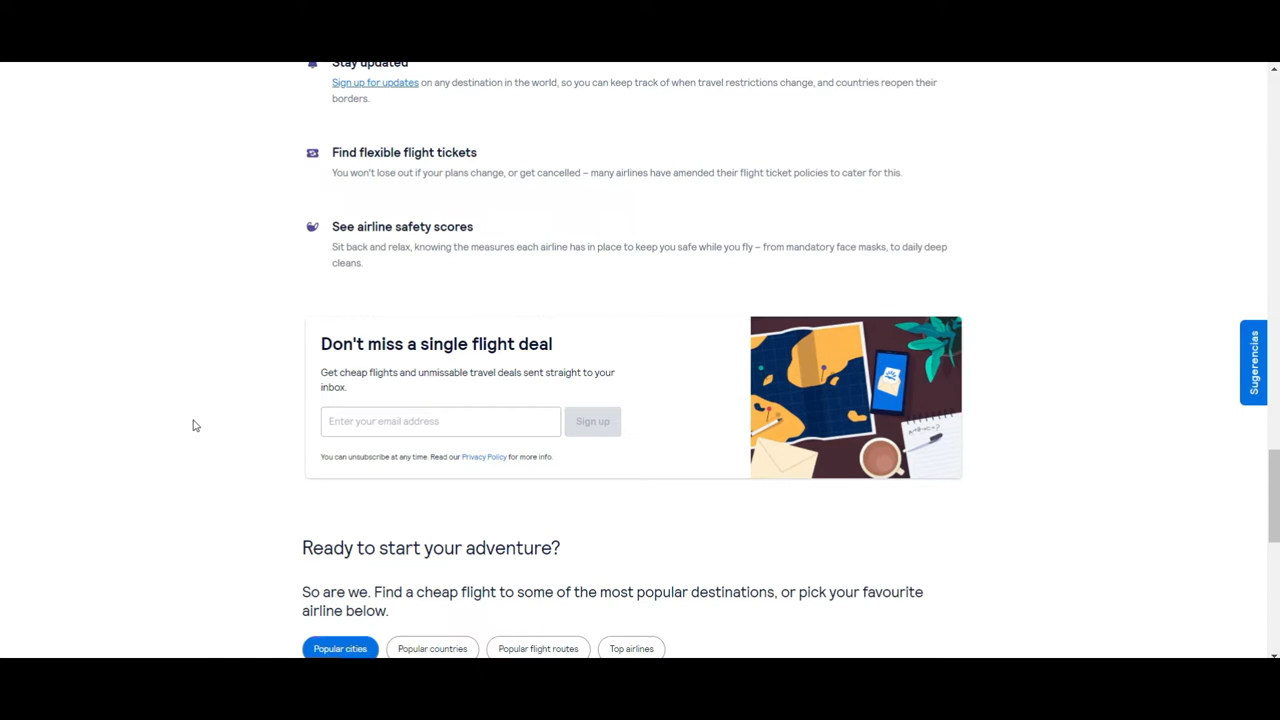 Stay updated
Sign up for updates on any destination in the world, so you can keep track of when travel restrictions change, and countries reopen their
borders.
Find flexible flight tickets
You won't lose out if your plans change, or get cancelled – many airlines have amended their flight ticket policies to cater for this.
See airline safety scores
Sit back and relax, knowing the measures each airline has in place to keep you safe while you fly – from mandatory face masks, to daily deep
cleans.
Don't miss a single flight deal
Get cheap flights and unmissable travel deals sent straight to your
inbox.
Enter your email address
Sign up
You can unsubscribe at any time. Read our Privacy Policy for more info.
Sugerencias
Ready to start your adventure?
So are we. Find a cheap flight to some of the most popular destinations, or pick your favourite
airline below.
Popular cities
Popular countries
Popular flight routes
Top airlines